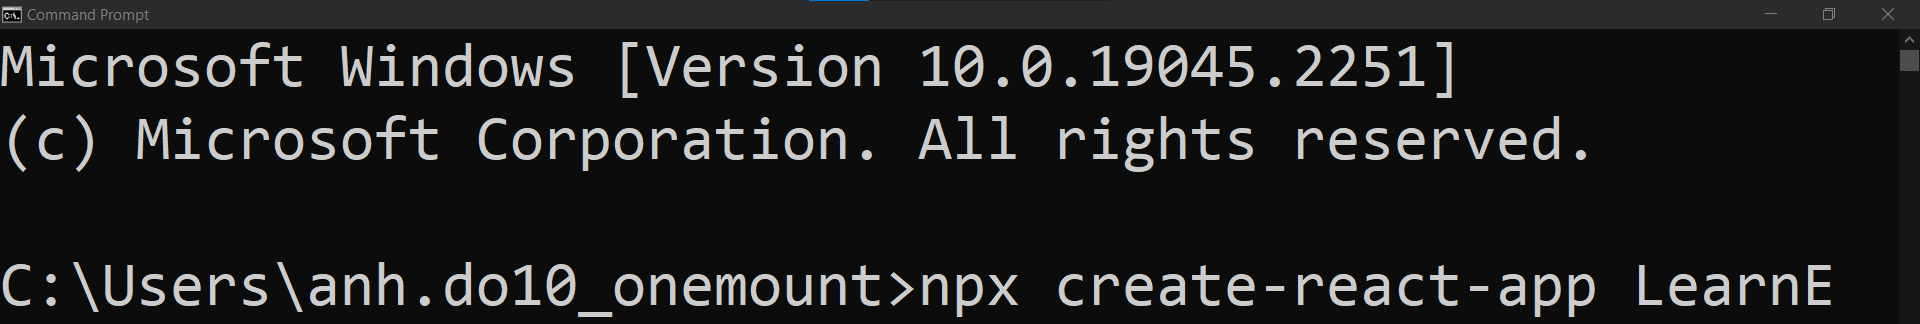 Command Prompt
Microsoft Windows [Version 10.0.19045.2251]
(c) Microsoft Corporation. All rights reserved.
C:\Users\anh.do10_onemount>npx create-react-app LearnE